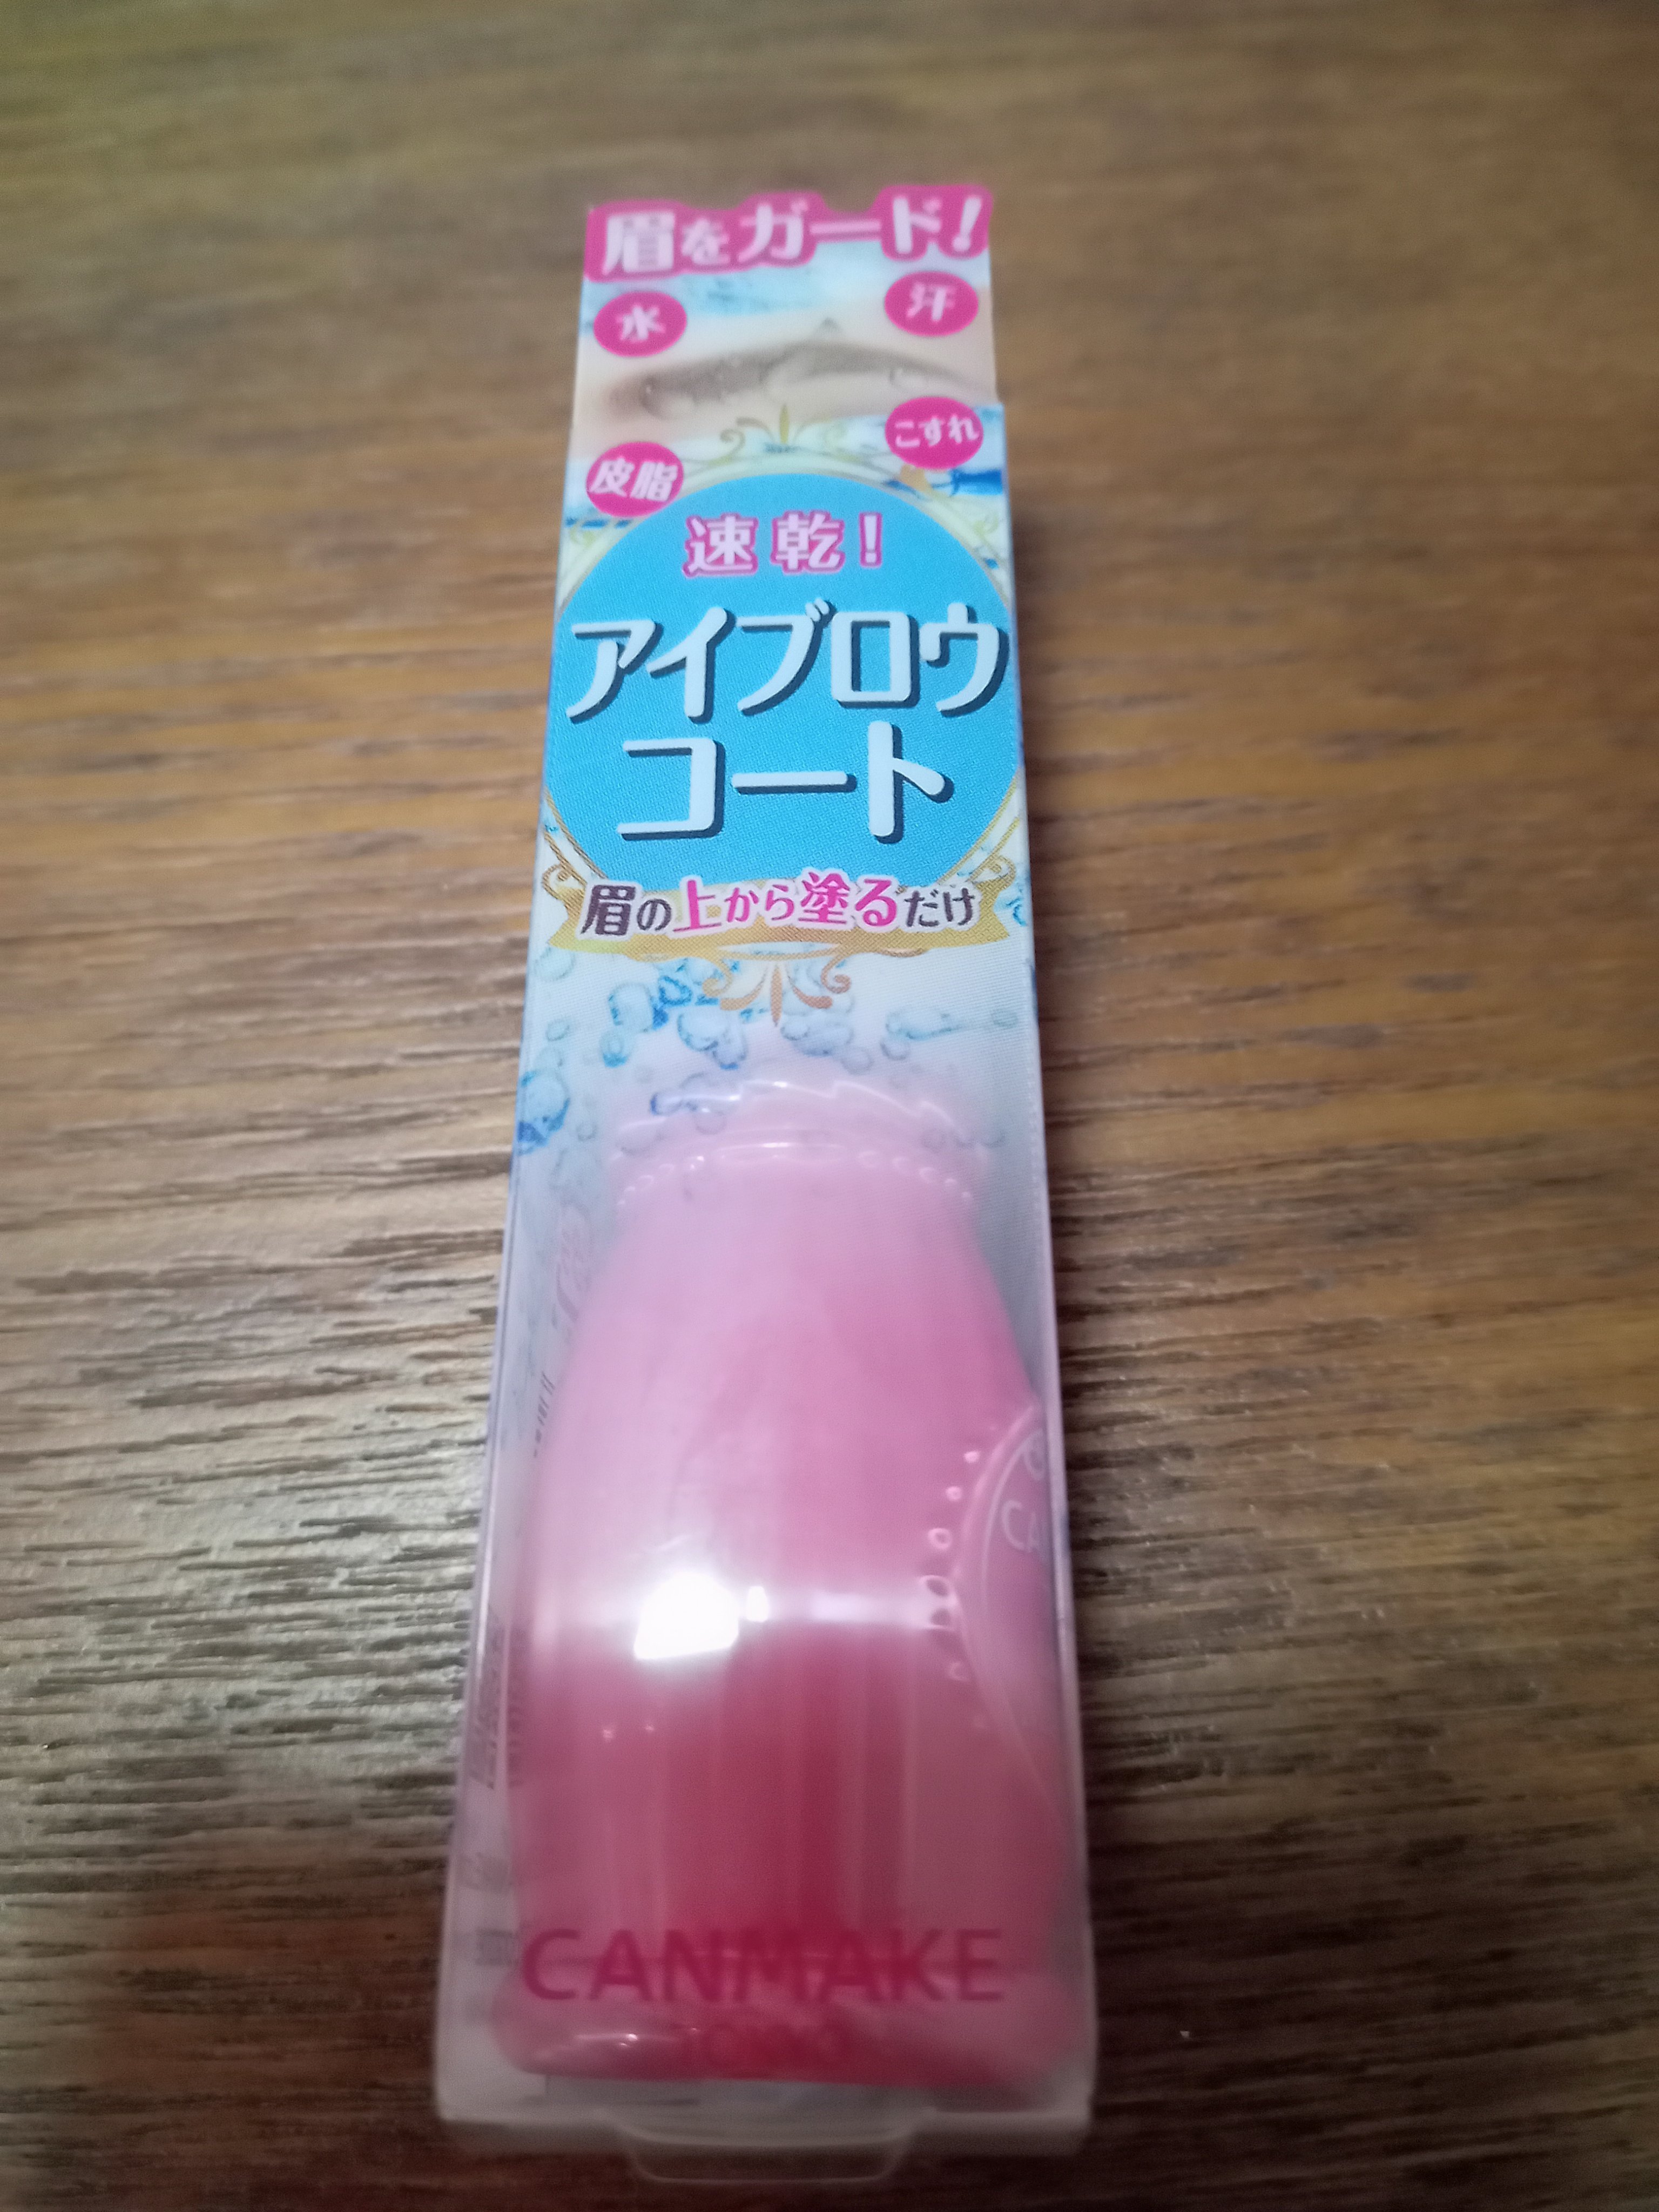 眉をガード!
水
汗
こすれ
皮脂
速乾!
アイブロウ
コート
眉の上から塗るだけ
CANMAKE
TOKYO